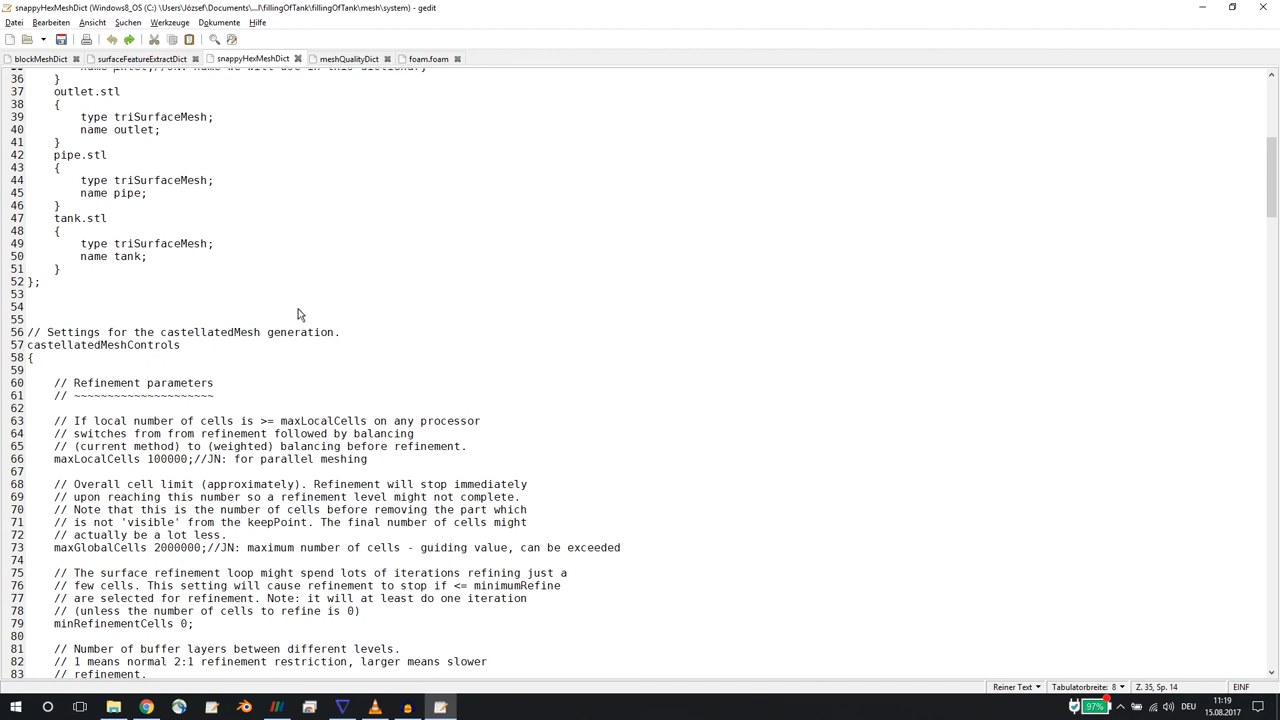 snappyHexMeshDict (Windows8_OS (C:) \Users\József\Documents\...l\fillingOfTank\fillingOfTank\mesh\system) - gedit
Datei Bearbeiten Ansicht Suchen Werkzeuge Dokumente Hilfe
blockMeshDict surfaceFeatureExtractDict snappyHexMeshDict meshQualityDict foam.foam
35 name inlet;//JN: name we will use in this dictionary
36 }
37 outlet.stl
38 {
39 type triSurfaceMesh;
40 name outlet;
41 }
42 pipe.stl
43 {
44 type triSurfaceMesh;
45 name pipe;
46 }
47 tank.stl
48 {
49 type triSurfaceMesh;
50 name tank;
51 }
52 };
53
54
55
56 // Settings for the castellatedMesh generation.
57 castellatedMeshControls
58 {
59
60 // Refinement parameters
61 // ~~~~~~~~~~~~~~~~~~~~~
62
63 // If local number of cells is >= maxLocalCells on any processor
64 // switches from from refinement followed by balancing
65 // (current method) to (weighted) balancing before refinement.
66 maxLocalCells 100000;//JN: for parallel meshing
67
68 // Overall cell limit (approximately). Refinement will stop immediately
69 // upon reaching this number so a refinement level might not complete.
70 // Note that this is the number of cells before removing the part which
71 // is not 'visible' from the keepPoint. The final number of cells might
72 // actually be a lot less.
73 maxGlobalCells 2000000;//JN: maximum number of cells - guiding value, can be exceeded
74
75 // The surface refinement loop might spend lots of iterations refining just a
76 // few cells. This setting will cause refinement to stop if <= minimumRefine
77 // are selected for refinement. Note: it will at least do one iteration
78 // (unless the number of cells to refine is 0)
79 minRefinementCells 0;
80
81 // Number of buffer layers between different levels.
82 // 1 means normal 2:1 refinement restriction, larger means slower
83 // refinement.
Reiner Text Tabulatorbreite: 8 Z. 35, Sp. 14 EINF
97% DEU 11:19
15.08.2017